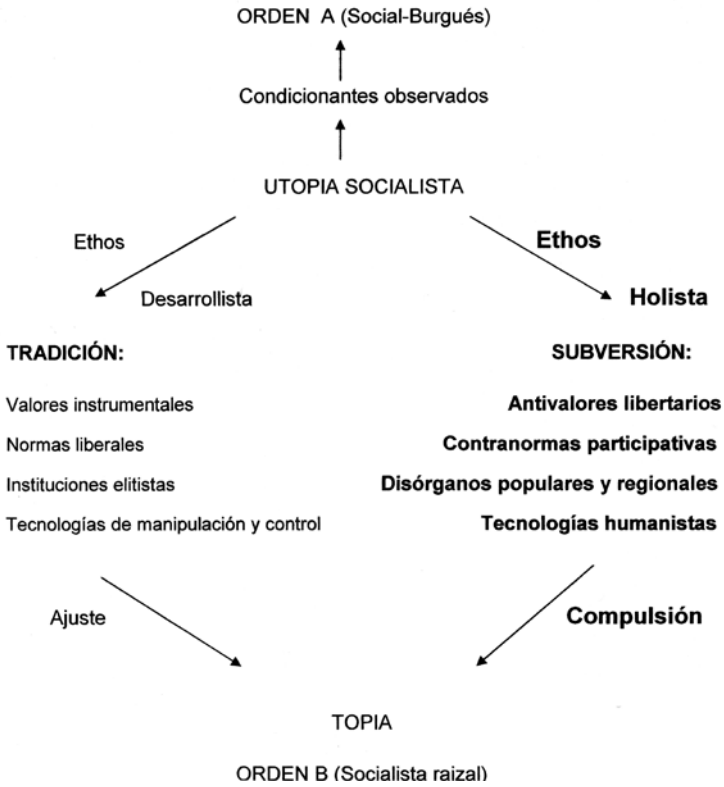 ORDEN A (Social-Burgués)
Condicionantes observados
UTOPIA SOCIALISTA
Ethos
Ethos
Desarrollista
Holista
TRADICIÓN:
SUBVERSIÓN:
Valores instrumentales
Antivalores libertarios
Normas liberales
Contranormas participativas
Instituciones elitistas
Disórganos populares y regionales
Tecnologías de manipulación y control
Tecnologías humanistas
Ajuste
Compulsión
TOPIA
ORDEN B (Socialista raizal)